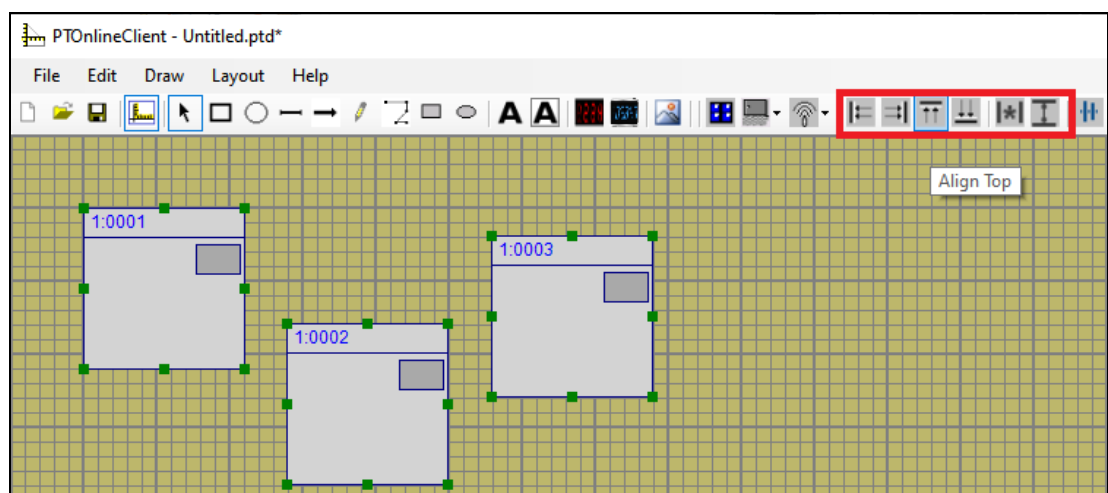 PTOnlineClient - Untitled.ptd*
File Edit Draw Layout Help
A A
Align Top
1:0001
1:0003
1:0002